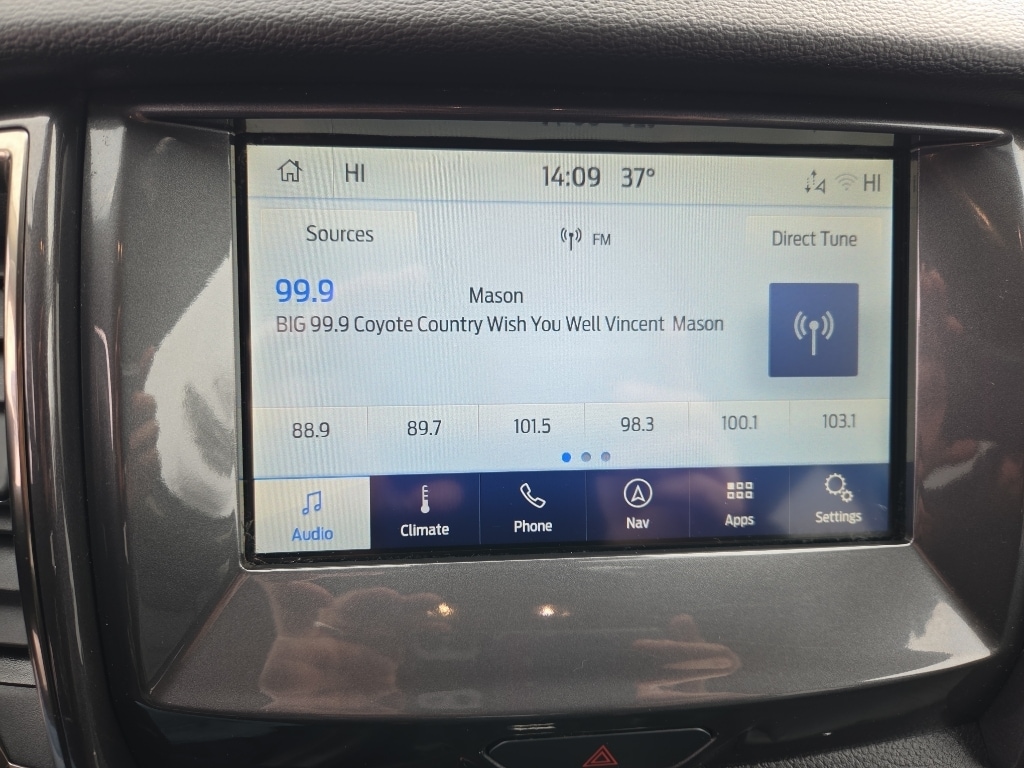 HI 14:09 37° HI
Sources FM Direct Tune
99.9 Mason
BIG 99.9 Coyote Country Wish You Well Vincent Mason
88.9 89.7 101.5 98.3 100.1 103.1
Audio Climate Phone Nav Apps Settings